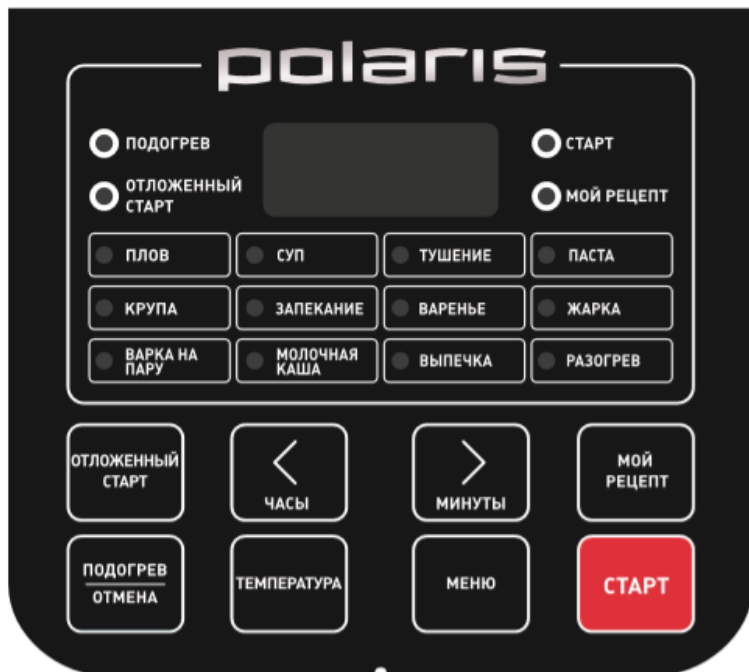 polaris
ПОДОГРЕВ
СТАРТ
ОТЛОЖЕННЫЙ
СТАРТ
МОЙ РЕЦЕПТ
ПЛОВ
СУП
ТУШЕНИЕ
ПАСТА
КРУПА
ЗАПЕКАНИЕ
ВАРЕНЬЕ
ЖАРКА
ВАРКА НА
ПАРУ
МОЛОЧНАЯ
КАША
ВЫПЕЧКА
РАЗОГРЕВ
ОТЛОЖЕННЫЙ
СТАРТ
ЧАСЫ
МИНУТЫ
МОЙ
РЕЦЕПТ
ПОДОГРЕВ
ОТМЕНА
ТЕМПЕРАТУРА
МЕНЮ
СТАРТ